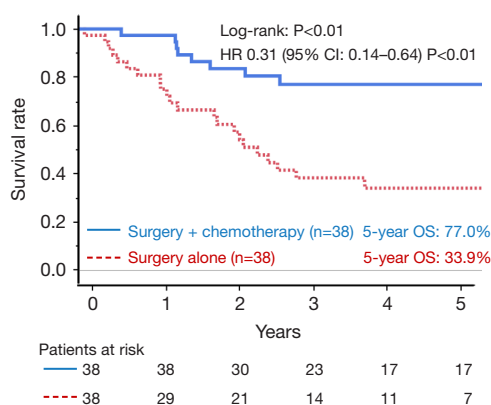 Log-rank: P<0.01
HR 0.31 (95% CI: 0.14–0.64) P<0.01
1.0
0.8
0.6
0.4
0.2
0.0
Survival rate
Surgery + chemotherapy (n=38) 5-year OS: 77.0%
Surgery alone (n=38) 5-year OS: 33.9%
0 1 2 3 4 5
Years
Patients at risk
38 38 30 23 17 17
38 29 21 14 11 7